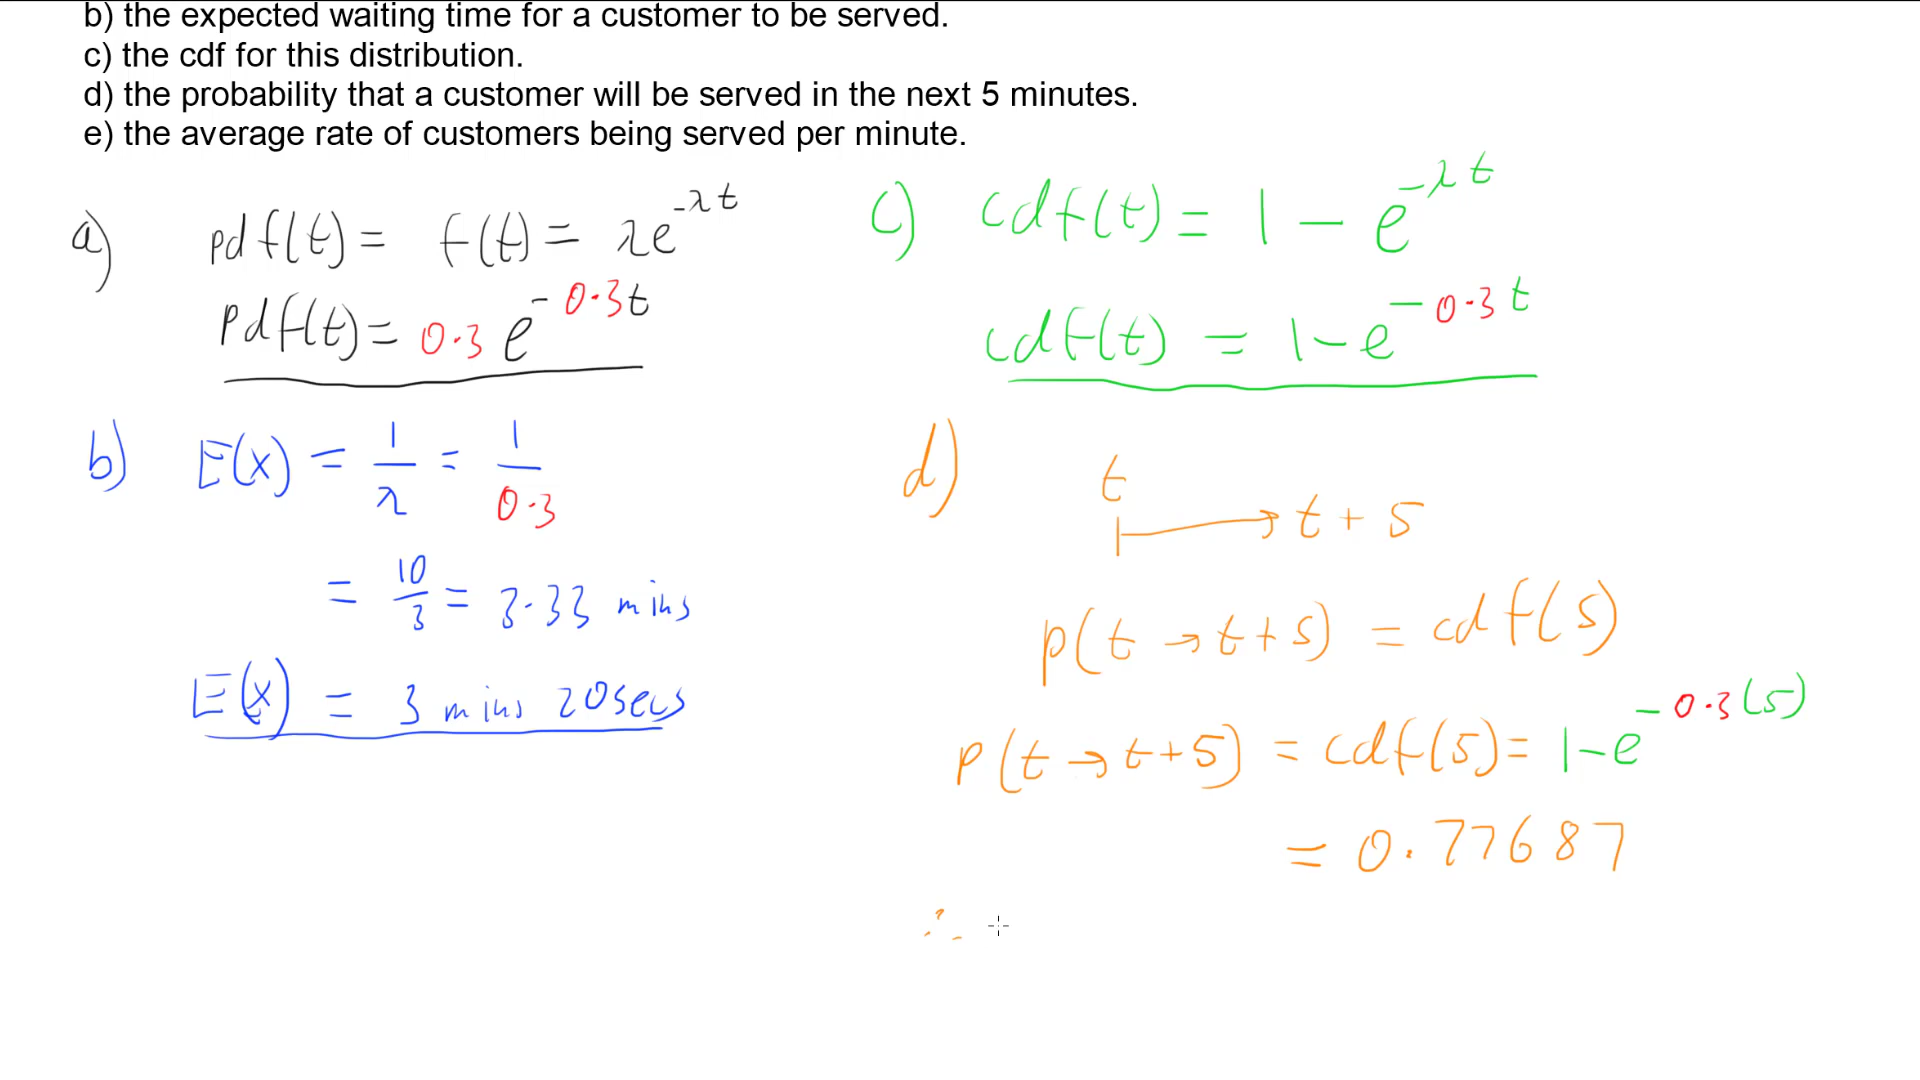 b) the expected waiting time for a customer to be served.
c) the cdf for this distribution.
d) the probability that a customer will be served in the next 5 minutes.
e) the average rate of customers being served per minute.
a) pdf(t) = f(t) = λe^-λt
pdf(t) = 0.3 e^-0.3t
b) E(x) = 1/λ = 1/0.3
= 10/3 = 3.33 mins
E(x) = 3 mins 20secs
c) cdf(t) = 1 - e^-λt
cdf(t) = 1 - e^-0.3t
d) t → t + 5
p(t → t+5) = cdf(5)
P(t → t+5) = cdf(5) = 1 - e^-0.3(5)
= 0.77687
∴